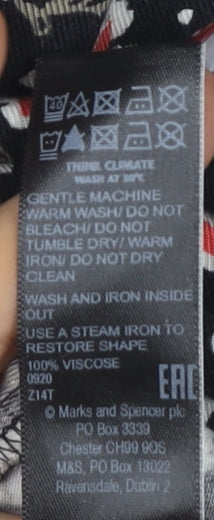 40
THINK CLIMATE
WASH AT 30°C
GENTLE MACHINE
WARM WASH/ DO NOT
BLEACH/ DO NOT
TUMBLE DRY/ WARM
IRON/ DO NOT DRY
CLEAN
WASH AND IRON INSIDE
OUT
USE A STEAM IRON TO
RESTORE SHAPE
100% VISCOSE
0920
Z14T
EAC
© Marks and Spencer plc
PO Box 3339
Chester CH99 9QS
M&S, PO Box 13022
Ravensdale, Dublin 2